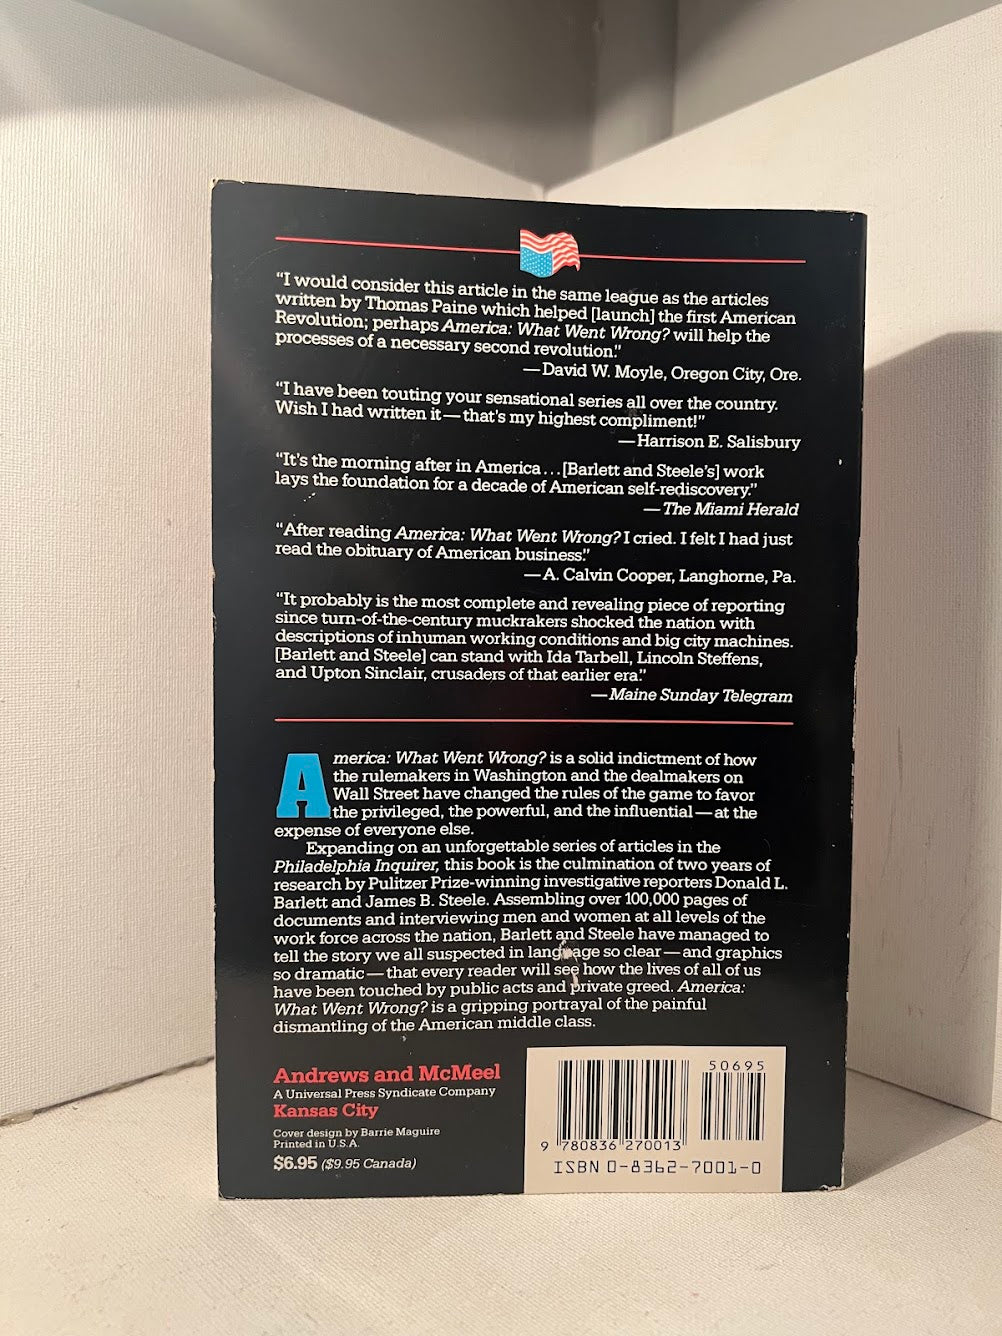 “I would consider this article in the same league as the articles
written by Thomas Paine which helped [launch] the first American
Revolution; perhaps America: What Went Wrong? will help the
processes of a necessary second revolution.”
—David W. Moyle, Oregon City, Ore.
“I have been touting your sensational series all over the country.
Wish I had written it—that’s my highest compliment!”
—Harrison E. Salisbury
“It’s the morning after in America...[Barlett and Steele’s] work
lays the foundation for a decade of American self-rediscovery.”
—The Miami Herald
“After reading America: What Went Wrong? I cried. I felt I had just
read the obituary of American business.”
—A. Calvin Cooper, Langhorne, Pa.
“It probably is the most complete and revealing piece of reporting
since turn-of-the-century muckrakers shocked the nation with
descriptions of inhuman working conditions and big city machines.
[Barlett and Steele] can stand with Ida Tarbell, Lincoln Steffens,
and Upton Sinclair, crusaders of that earlier era.”
—Maine Sunday Telegram
America: What Went Wrong? is a solid indictment of how
the rulemakers in Washington and the dealmakers on
Wall Street have changed the rules of the game to favor
the privileged, the powerful, and the influential—at the
expense of everyone else.
Expanding on an unforgettable series of articles in the
Philadelphia Inquirer, this book is the culmination of two years of
research by Pulitzer Prize-winning investigative reporters Donald L.
Barlett and James B. Steele. Assembling over 100,000 pages of
documents and interviewing men and women at all levels of the
work force across the nation, Barlett and Steele have managed to
tell the story we all suspected in language so clear—and graphics
so dramatic—that every reader will see how the lives of all of us
have been touched by public acts and private greed. America:
What Went Wrong? is a gripping portrayal of the painful
dismantling of the American middle class.
Andrews and McMeel
A Universal Press Syndicate Company
Kansas City
Cover design by Barrie Maguire
Printed in U.S.A.
$6.95 ($9.95 Canada)
50695
9 780836 270013
ISBN 0-8362-7001-0